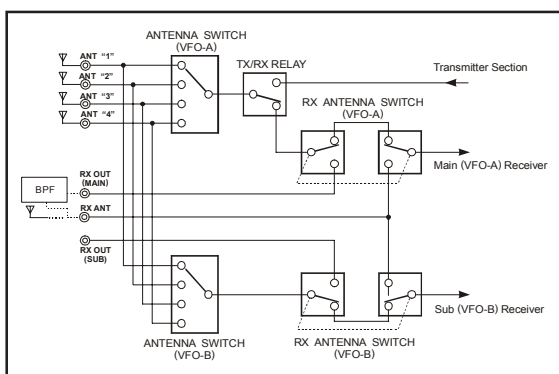 ANTENNA SWITCH
(VFO-A)
ANT “1”
ANT “2”
ANT “3”
ANT “4”
TX/RX RELAY
Transmitter Section
RX ANTENNA SWITCH
(VFO-A)
Main (VFO-A) Receiver
BPF
RX OUT
(MAIN)
RX ANT
RX OUT
(SUB)
ANTENNA SWITCH
(VFO-B)
RX ANTENNA SWITCH
(VFO-B)
Sub (VFO-B) Receiver